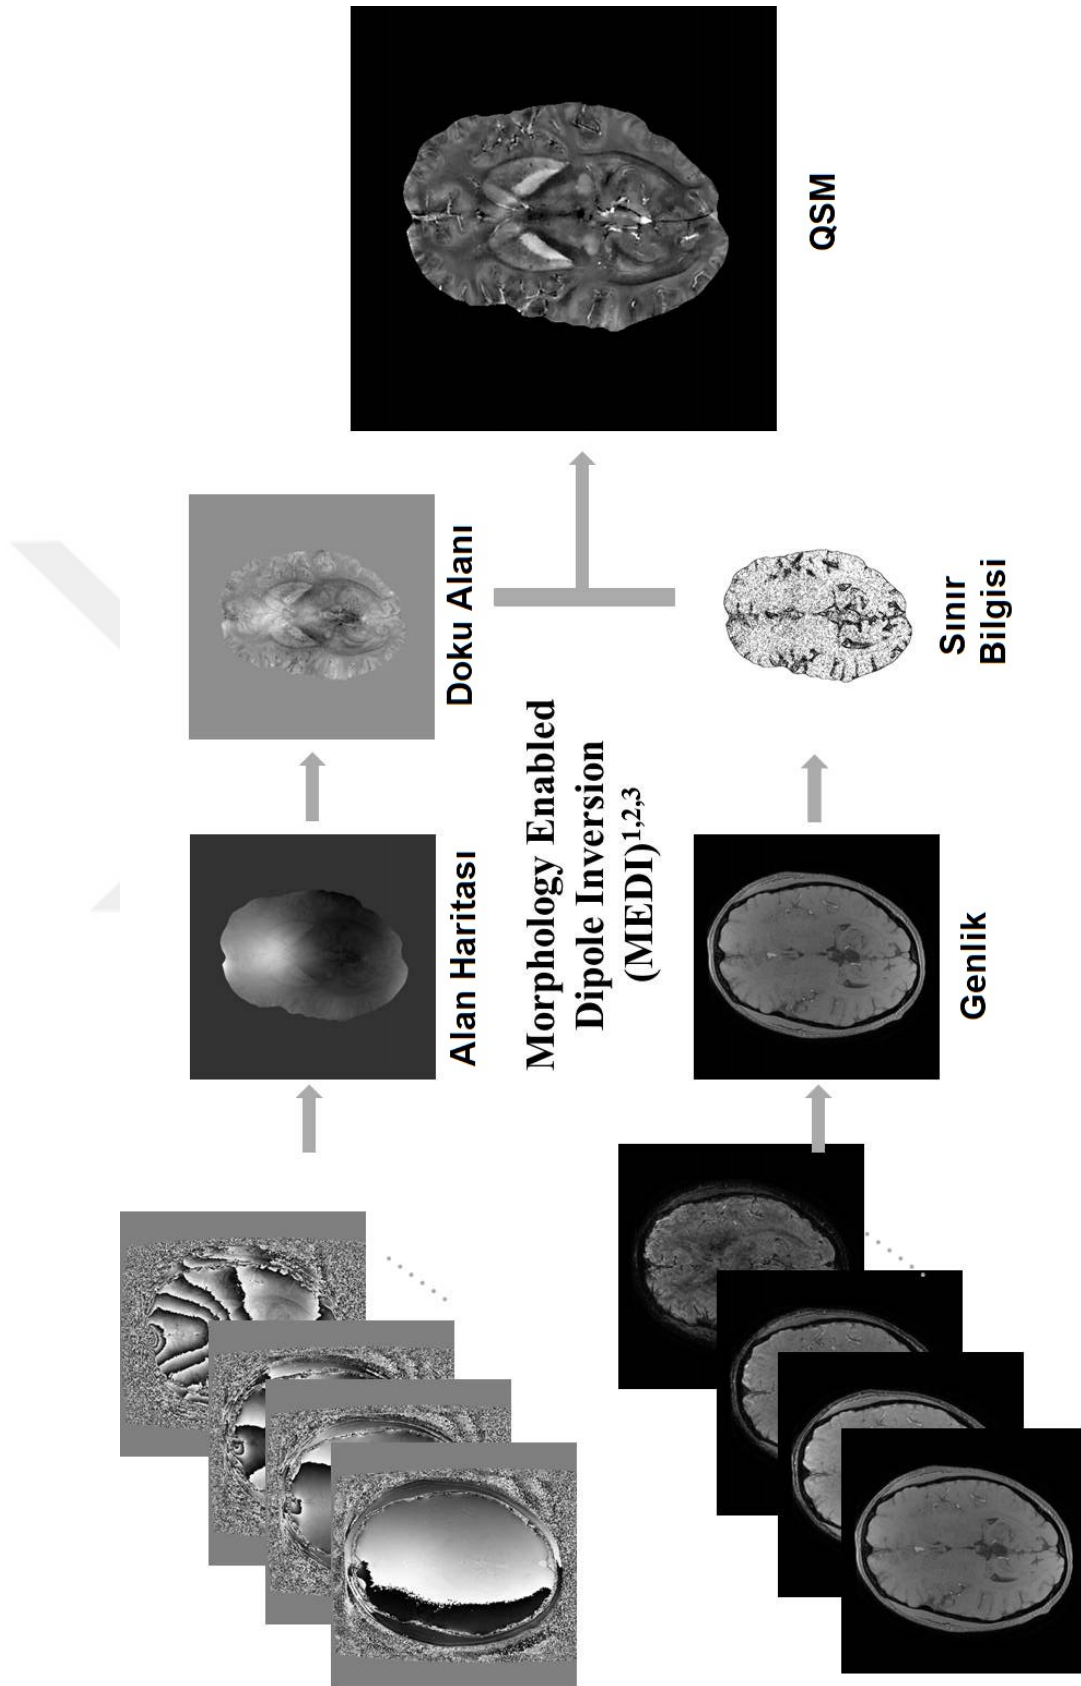 Alan Haritası
Doku Alanı
Morphology Enabled
Dipole Inversion
(MEDI)1,2,3
Genlik
Sınır
Bilgisi
QSM